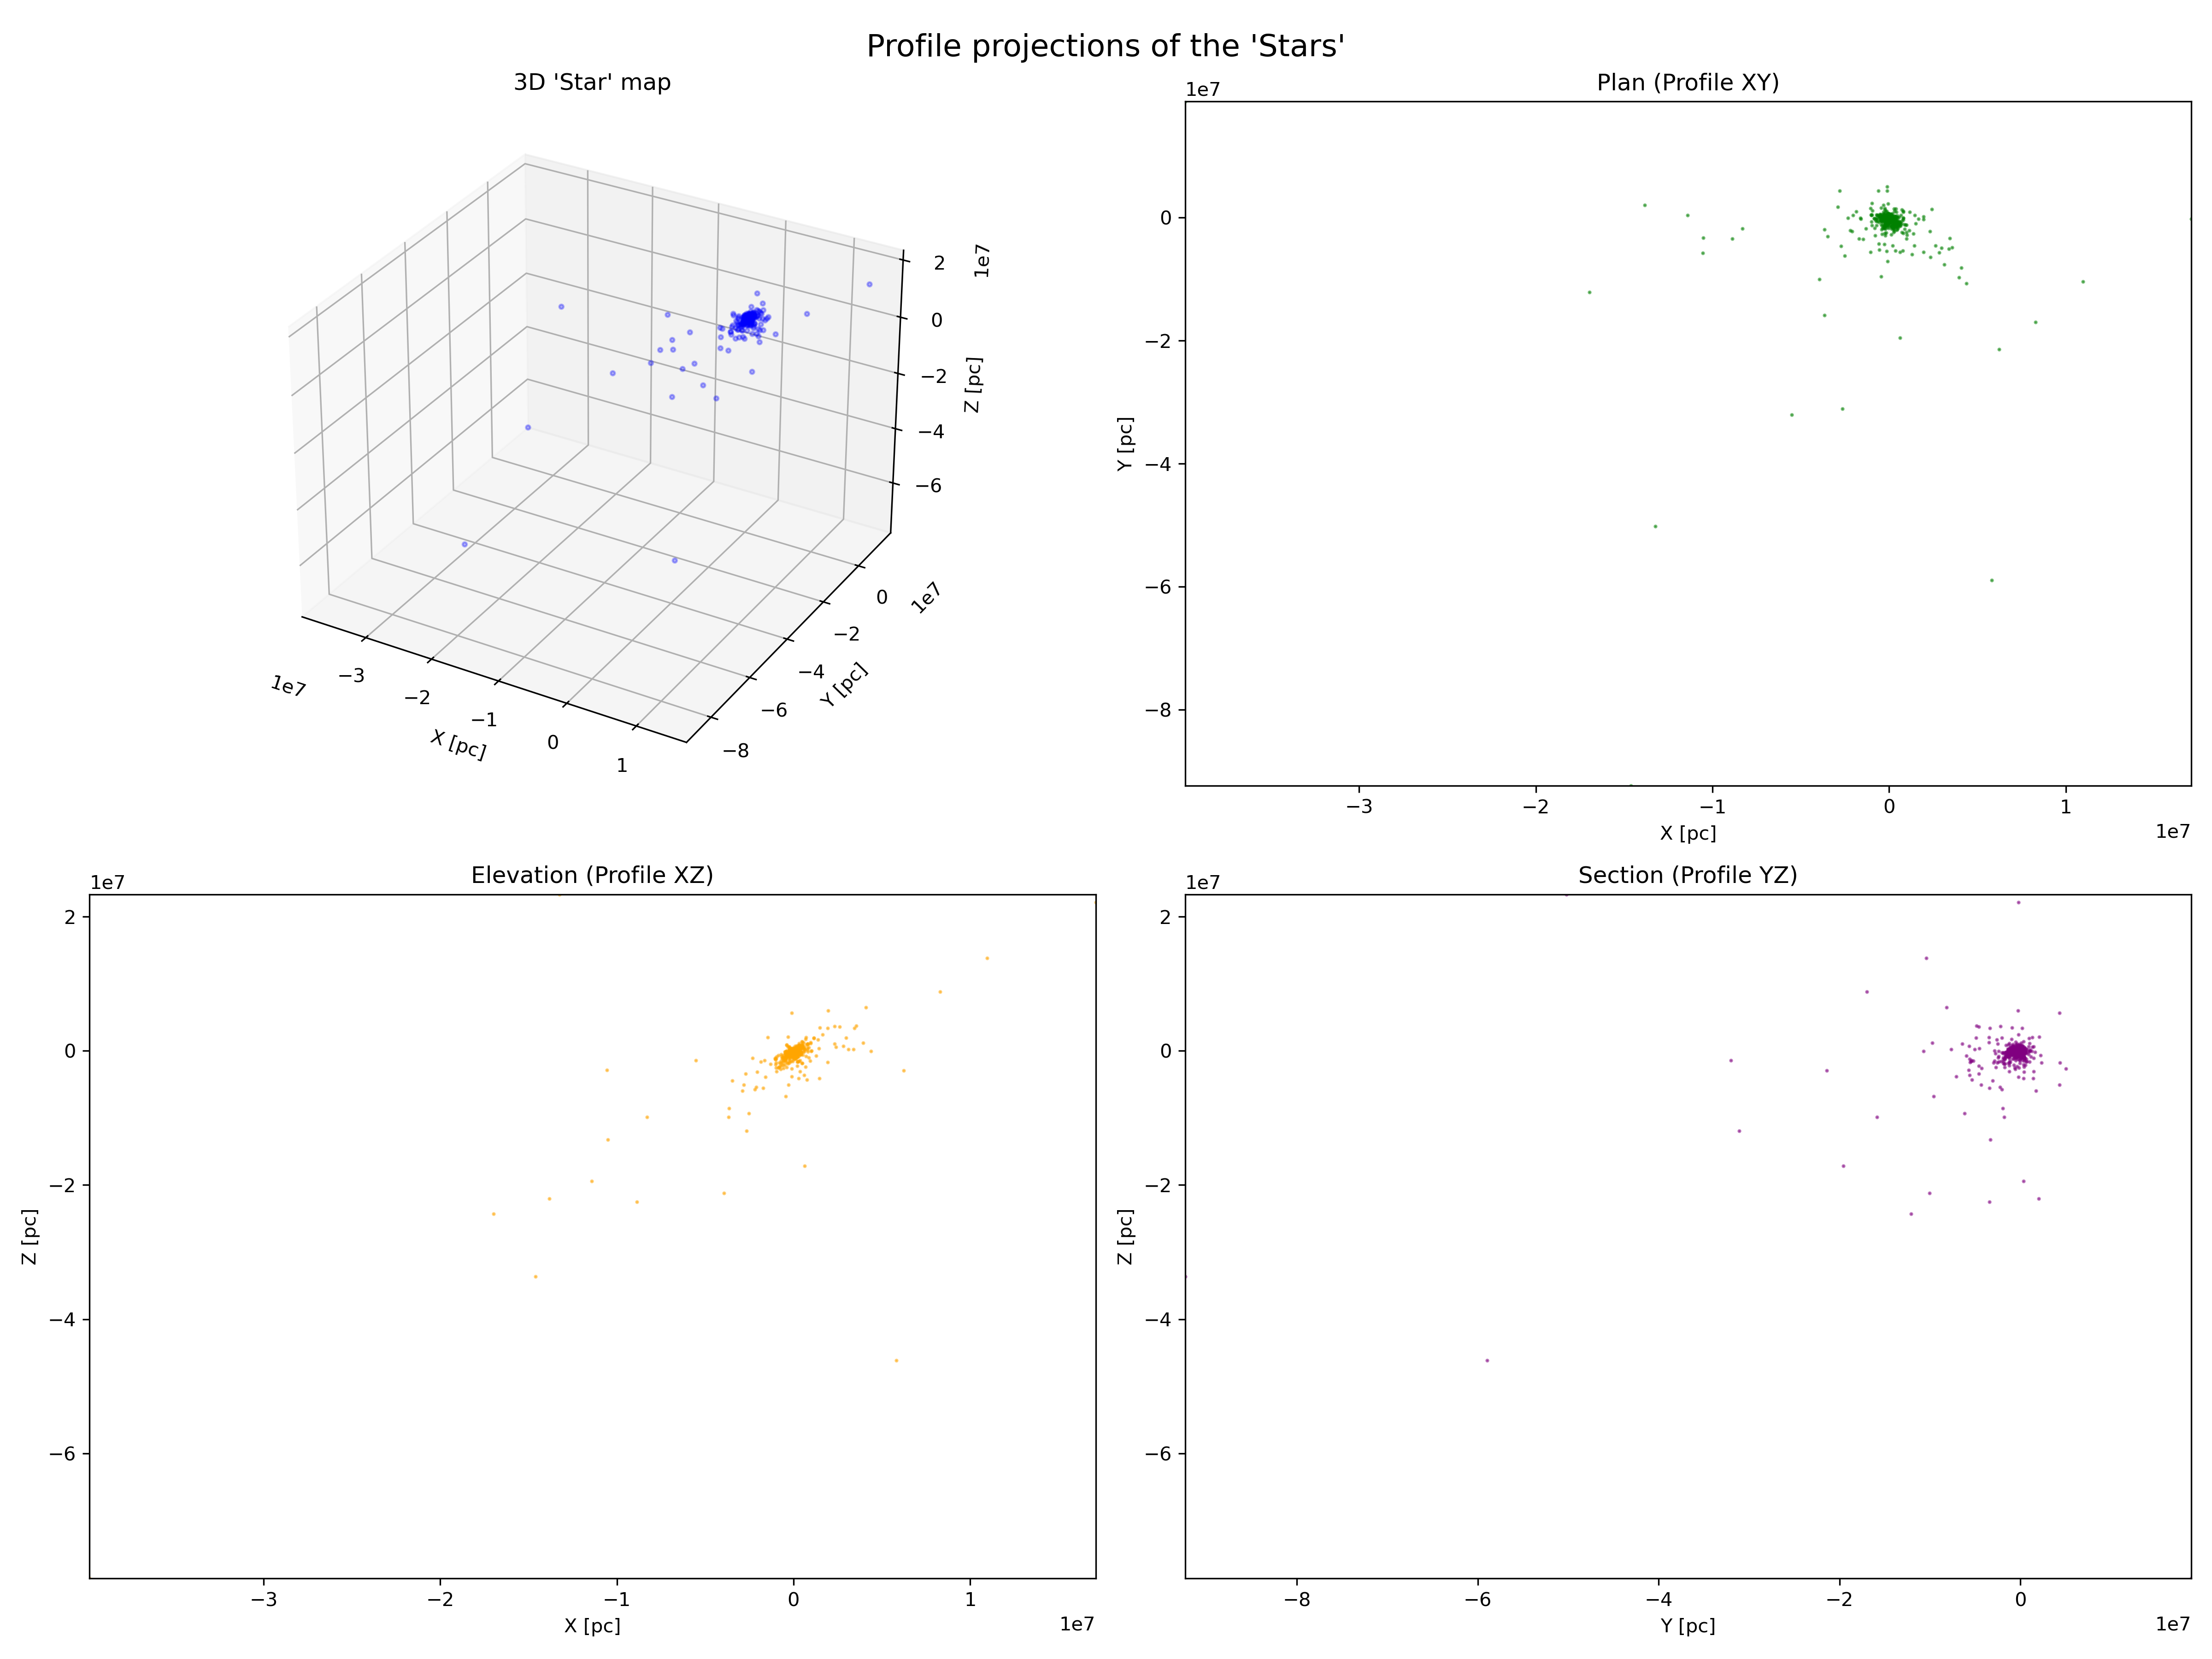 Profile projections of the 'Stars'
3D 'Star' map
1e7
2
0
−2
−4
−6
Z [pc]
1e7
0
−2
−4
−6
−8
Y [pc]
1e7
−3
−2
−1
0
1
X [pc]
Plan (Profile XY)
1e7
0
−2
−4
−6
−8
Y [pc]
−3
−2
−1
0
1
X [pc]
1e7
Elevation (Profile XZ)
1e7
2
0
−2
−4
−6
Z [pc]
−3
−2
−1
0
1
X [pc]
1e7
Section (Profile YZ)
1e7
2
0
−2
−4
−6
Z [pc]
−8
−6
−4
−2
0
Y [pc]
1e7